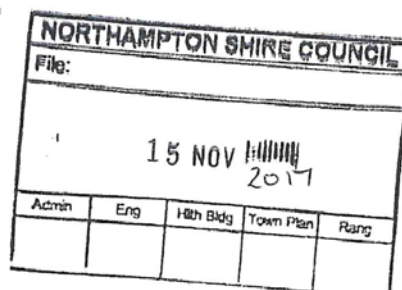 NORTHAMPTON SHIRE COUNCIL
File:
15 NOV 2017
Admin Eng Hlth Bldg Town Plan Rang